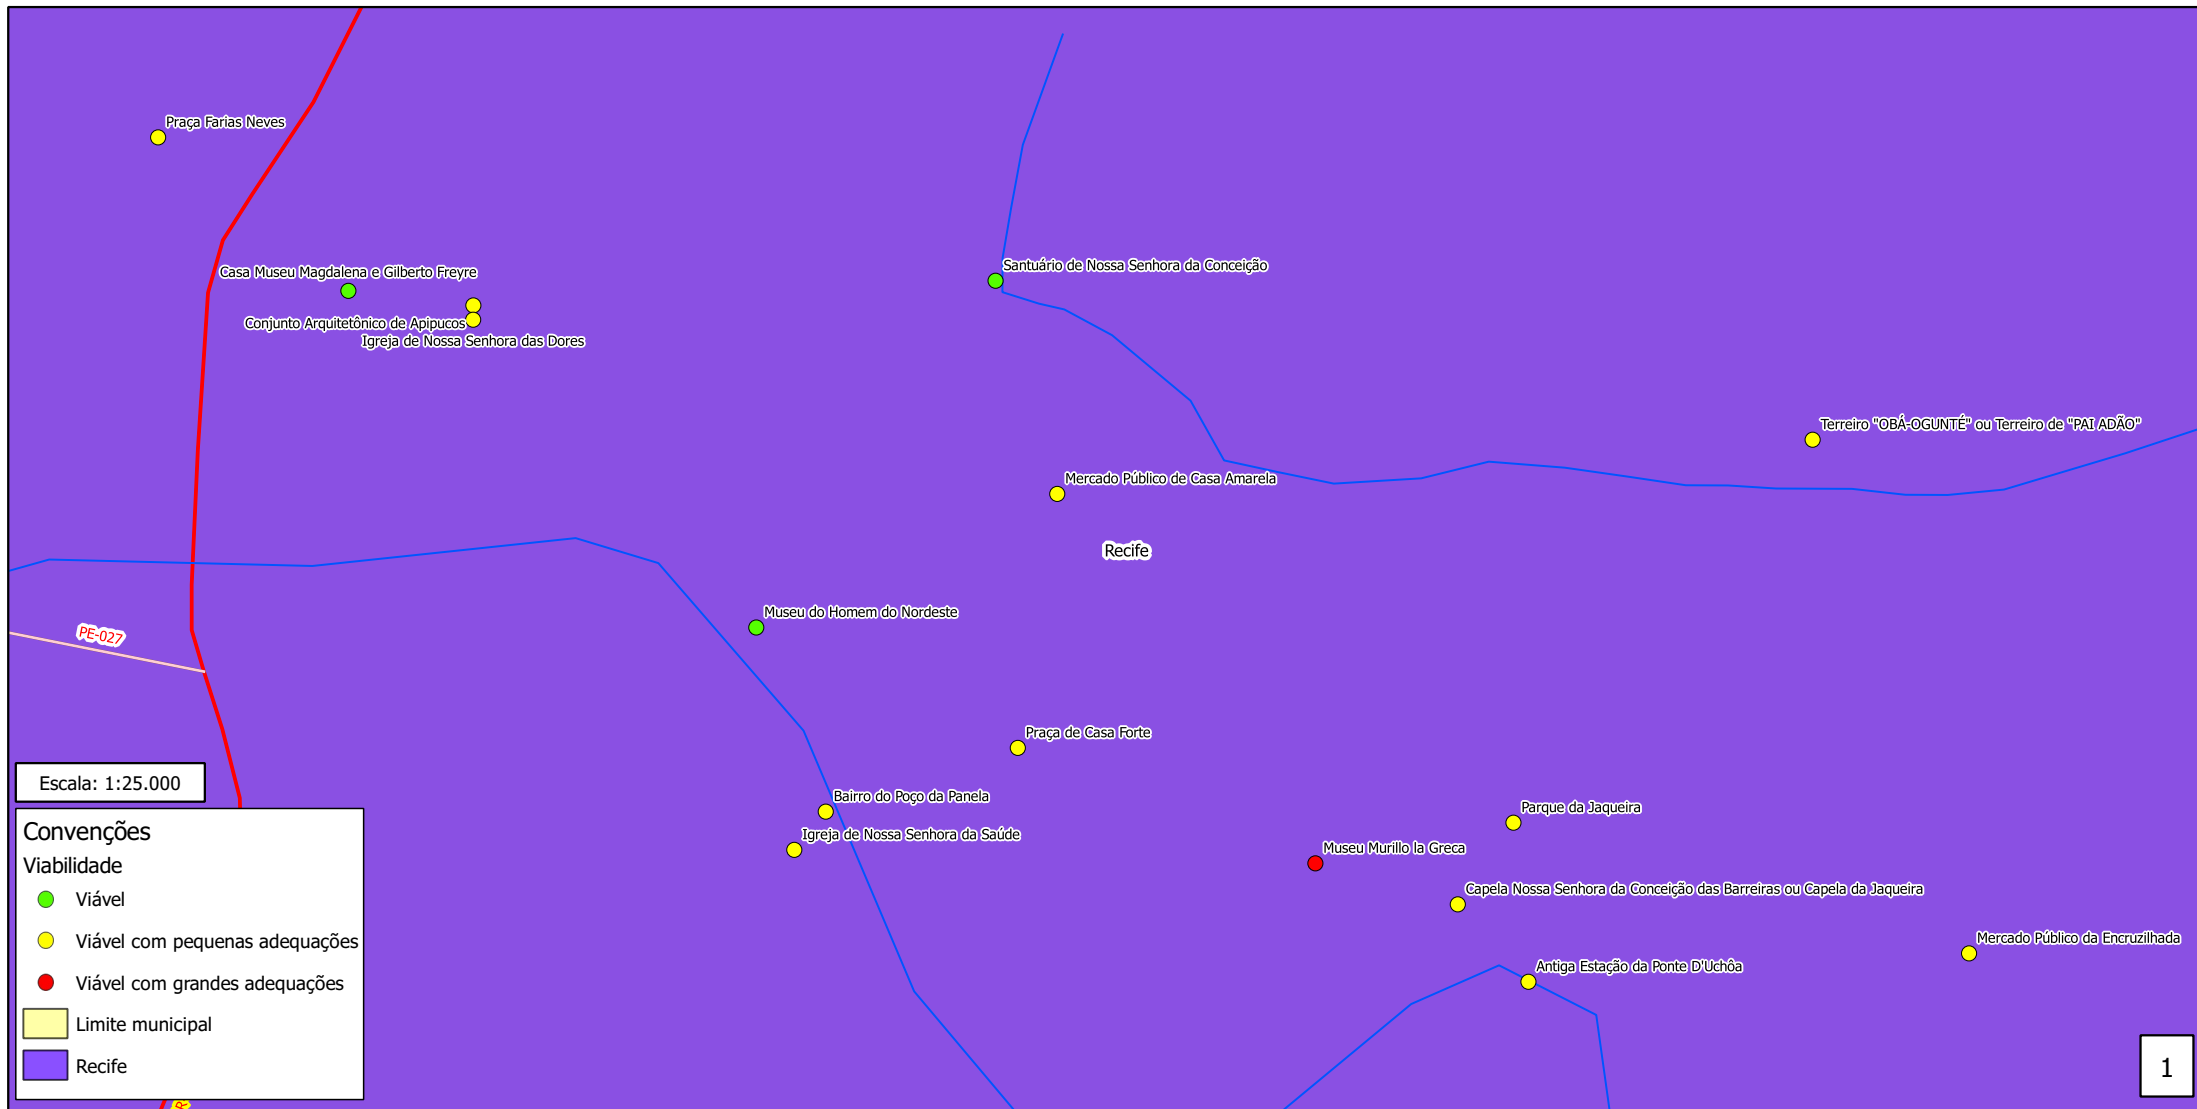 Praça Farias Neves
Casa Museu Magdalena e Gilberto Freyre
Santuário de Nossa Senhora da Conceição
Conjunto Arquitetônico de Apipucos
Igreja de Nossa Senhora das Dores
Terreiro "OBÁ-OGUNTÉ" ou Terreiro de "PAI ADÃO"
Mercado Público de Casa Amarela
Recife
Museu do Homem do Nordeste
PE-027
Praça de Casa Forte
Bairro do Poço da Panela
Parque da Jaqueira
Igreja de Nossa Senhora da Saúde
Museu Murillo la Greca
Capela Nossa Senhora da Conceição das Barreiras ou Capela da Jaqueira
Mercado Público da Encruzilhada
Antiga Estação da Ponte D'Uchôa
Escala: 1:25.000
Convenções
Viabilidade
Viável
Viável com pequenas adequações
Viável com grandes adequações
Limite municipal
Recife
1